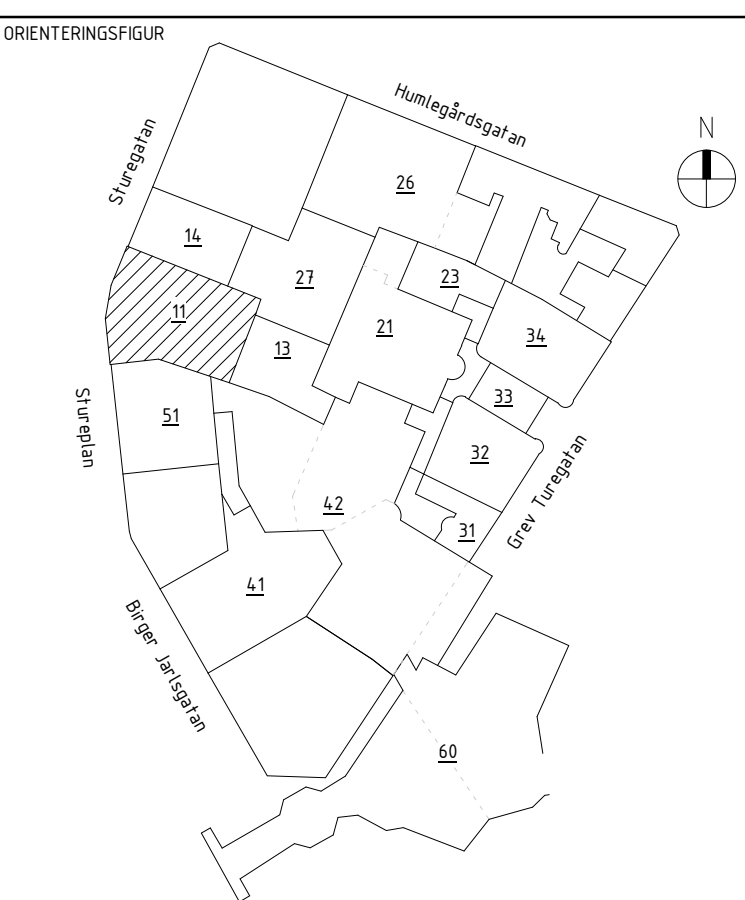 ORIENTERINGSFIGUR
Humlegårdsgatan
N
Sturegatan
26
14
27
23
11
21
34
13
33
51
Stureplan
32
42
31
Grev Turegatan
41
Birger Jarlsgatan
60